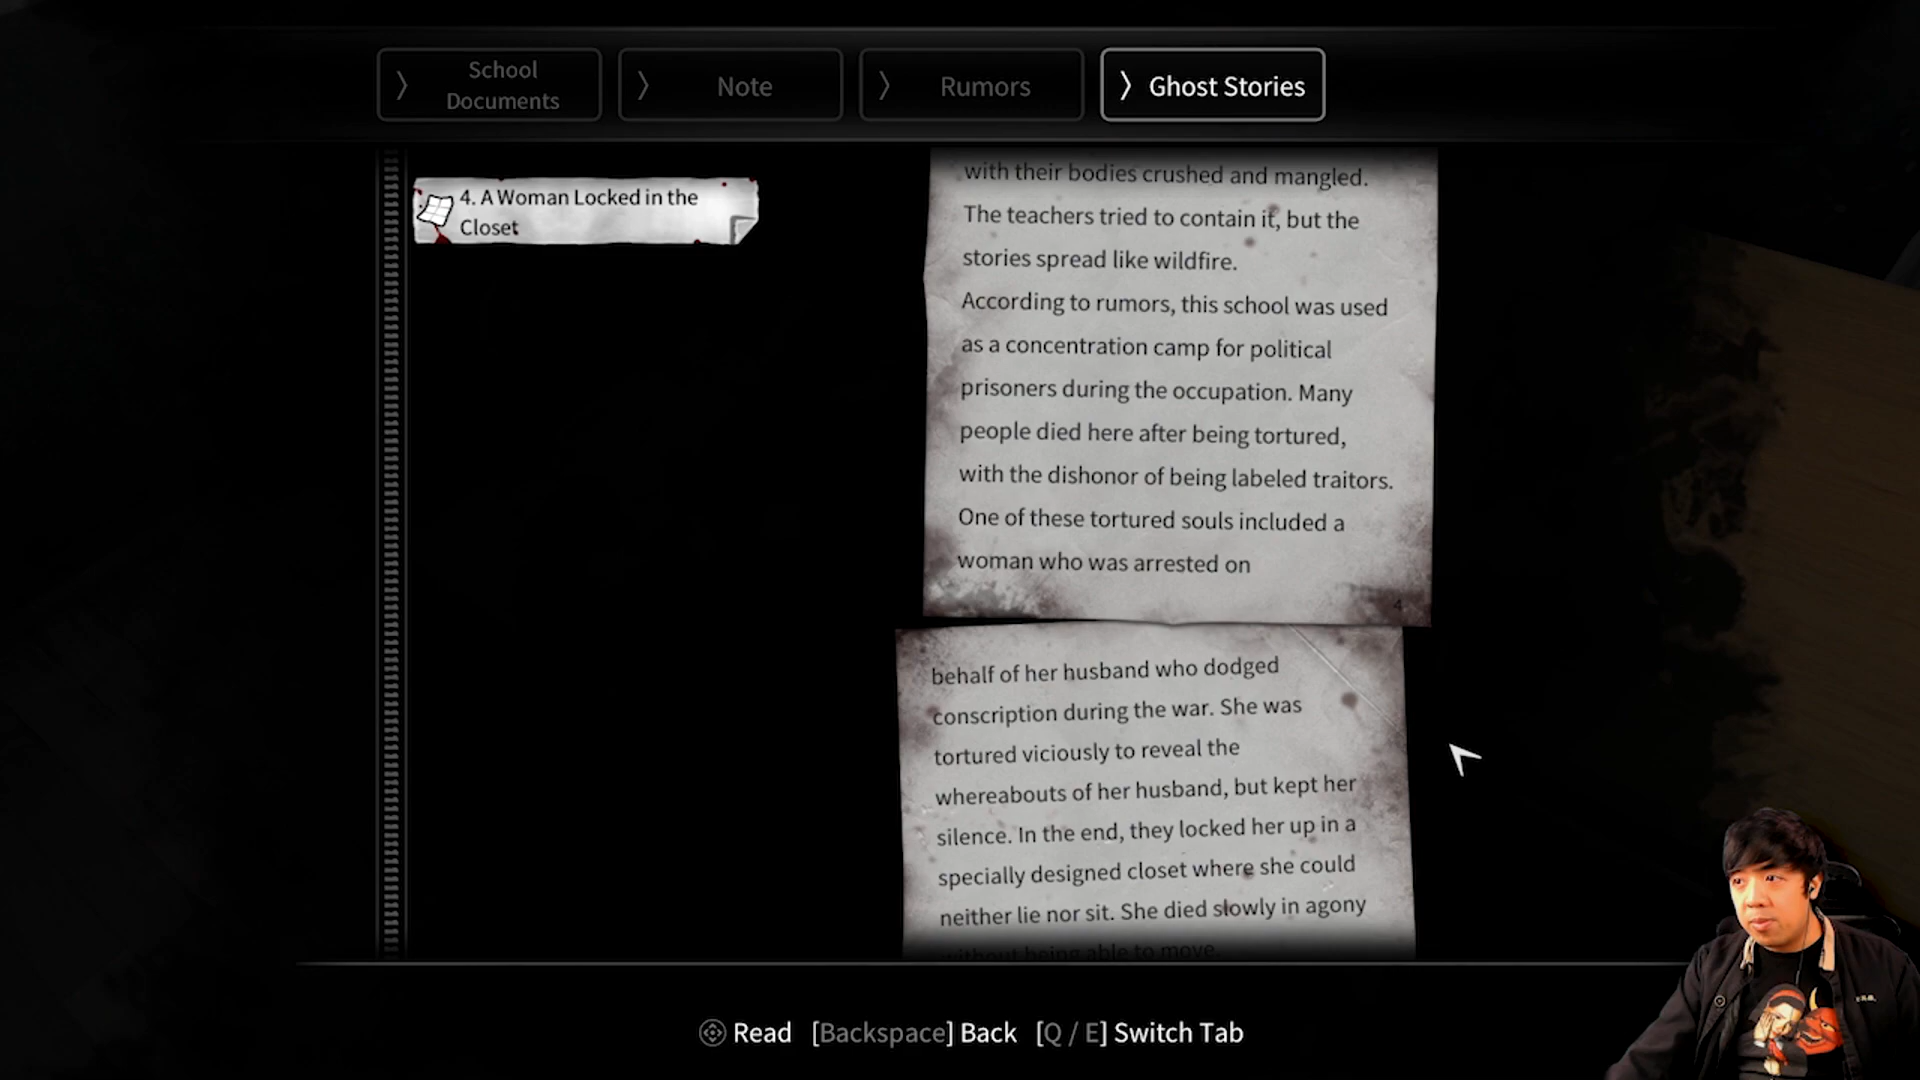 School
Documents
Note
Rumors
Ghost Stories
4. A Woman Locked in the
Closet
with their bodies crushed and mangled.
The teachers tried to contain it, but the
stories spread like wildfire.
According to rumors, this school was used
as a concentration camp for political
prisoners during the occupation. Many
people died here after being tortured,
with the dishonor of being labeled traitors.
One of these tortured souls included a
woman who was arrested on
4
behalf of her husband who dodged
conscription during the war. She was
tortured viciously to reveal the
whereabouts of her husband, but kept her
silence. In the end, they locked her up in a
specially designed closet where she could
neither lie nor sit. She died slowly in agony
without being able to move.
Read [Backspace] Back [Q / E] Switch Tab